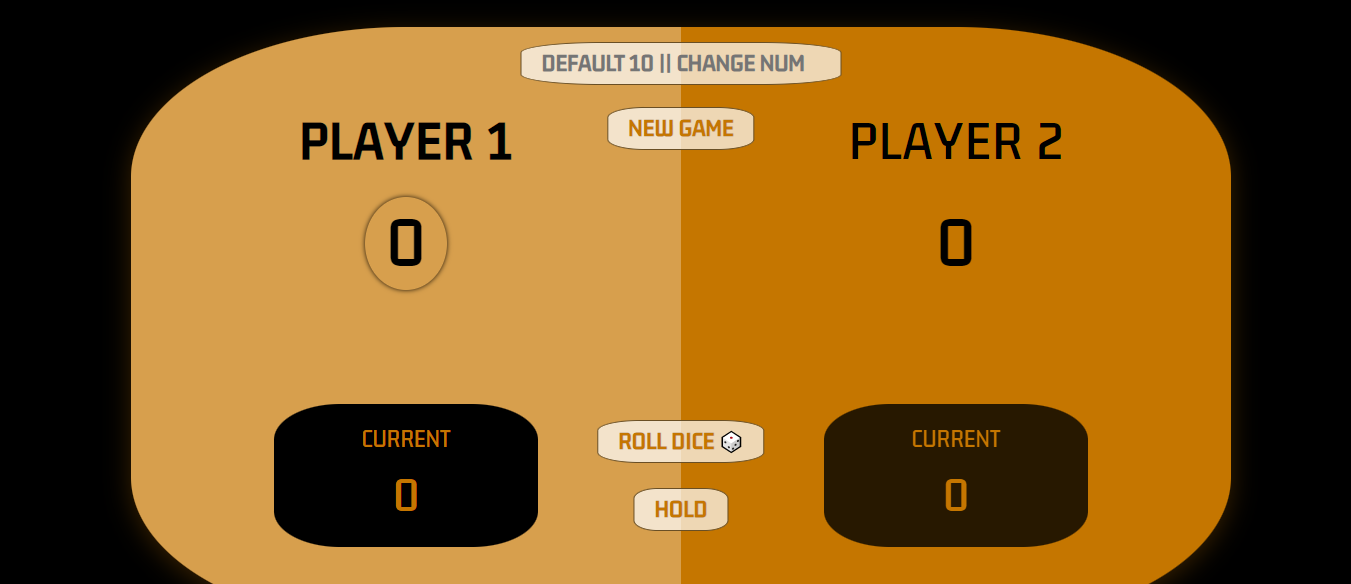 DEFAULT 10 || CHANGE NUM
NEW GAME
PLAYER 1
0
PLAYER 2
0
CURRENT
0
ROLL DICE 🎲
HOLD
CURRENT
0